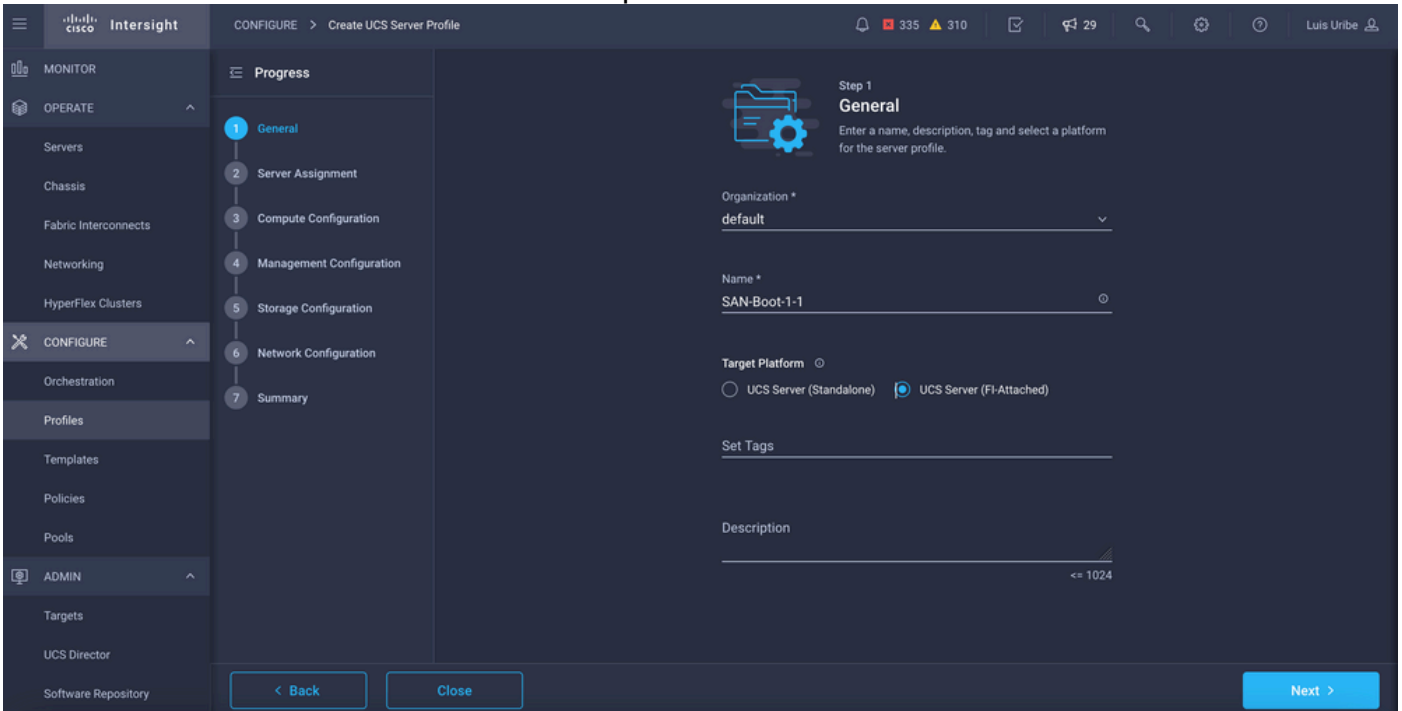 CISCO Intersight
CONFIGURE > Create UCS Server Profile
335 310
29
Luis Uribe
MONITOR
OPERATE
Servers
Chassis
Fabric Interconnects
Networking
HyperFlex Clusters
CONFIGURE
Orchestration
Profiles
Templates
Policies
Pools
ADMIN
Targets
UCS Director
Software Repository
Progress
1 General
2 Server Assignment
3 Compute Configuration
4 Management Configuration
5 Storage Configuration
6 Network Configuration
7 Summary
Step 1
General
Enter a name, description, tag and select a platform
for the server profile.
Organization *
default
Name *
SAN-Boot-1-1
Target Platform
UCS Server (Standalone) UCS Server (FI-Attached)
Set Tags
Description
<= 1024
< Back
Close
Next >